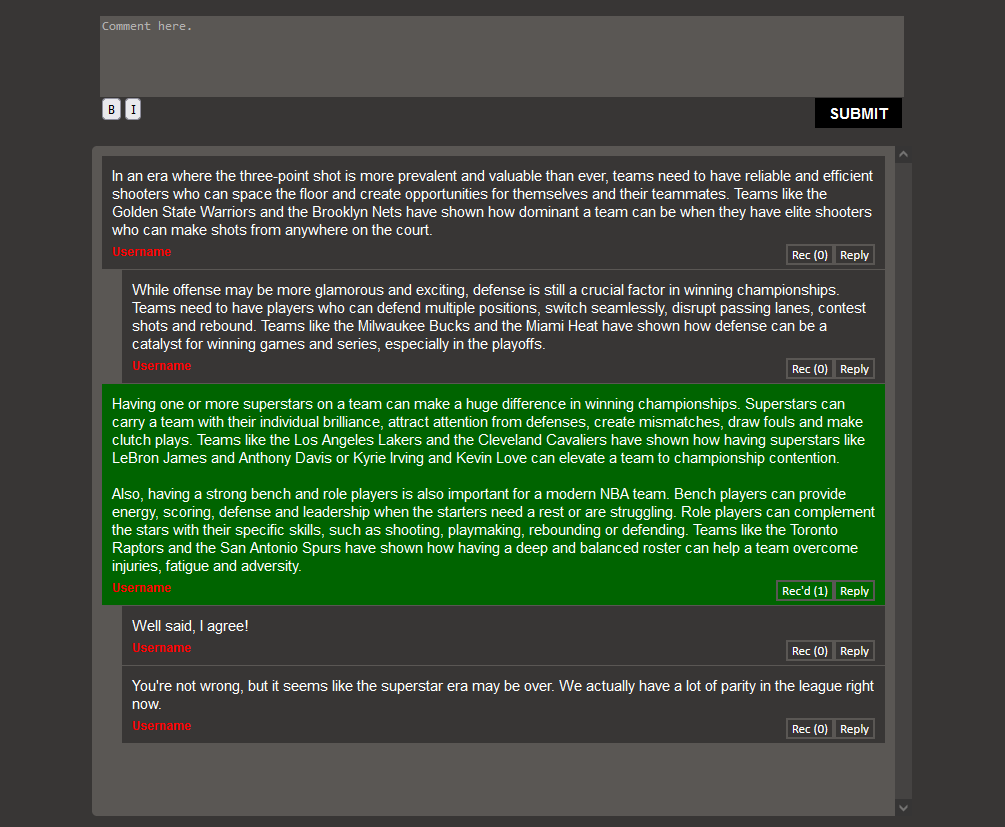 Comment here.
B I
SUBMIT
In an era where the three-point shot is more prevalent and valuable than ever, teams need to have reliable and efficient
shooters who can space the floor and create opportunities for themselves and their teammates. Teams like the
Golden State Warriors and the Brooklyn Nets have shown how dominant a team can be when they have elite shooters
who can make shots from anywhere on the court.
Username
Rec (0) Reply
While offense may be more glamorous and exciting, defense is still a crucial factor in winning championships.
Teams need to have players who can defend multiple positions, switch seamlessly, disrupt passing lanes, contest
shots and rebound. Teams like the Milwaukee Bucks and the Miami Heat have shown how defense can be a
catalyst for winning games and series, especially in the playoffs.
Username
Rec (0) Reply
Having one or more superstars on a team can make a huge difference in winning championships. Superstars can
carry a team with their individual brilliance, attract attention from defenses, create mismatches, draw fouls and make
clutch plays. Teams like the Los Angeles Lakers and the Cleveland Cavaliers have shown how having superstars like
LeBron James and Anthony Davis or Kyrie Irving and Kevin Love can elevate a team to championship contention.
Also, having a strong bench and role players is also important for a modern NBA team. Bench players can provide
energy, scoring, defense and leadership when the starters need a rest or are struggling. Role players can complement
the stars with their specific skills, such as shooting, playmaking, rebounding or defending. Teams like the Toronto
Raptors and the San Antonio Spurs have shown how having a deep and balanced roster can help a team overcome
injuries, fatigue and adversity.
Username
Rec'd (1) Reply
Well said, I agree!
Username
Rec (0) Reply
You're not wrong, but it seems like the superstar era may be over. We actually have a lot of parity in the league right
now.
Username
Rec (0) Reply